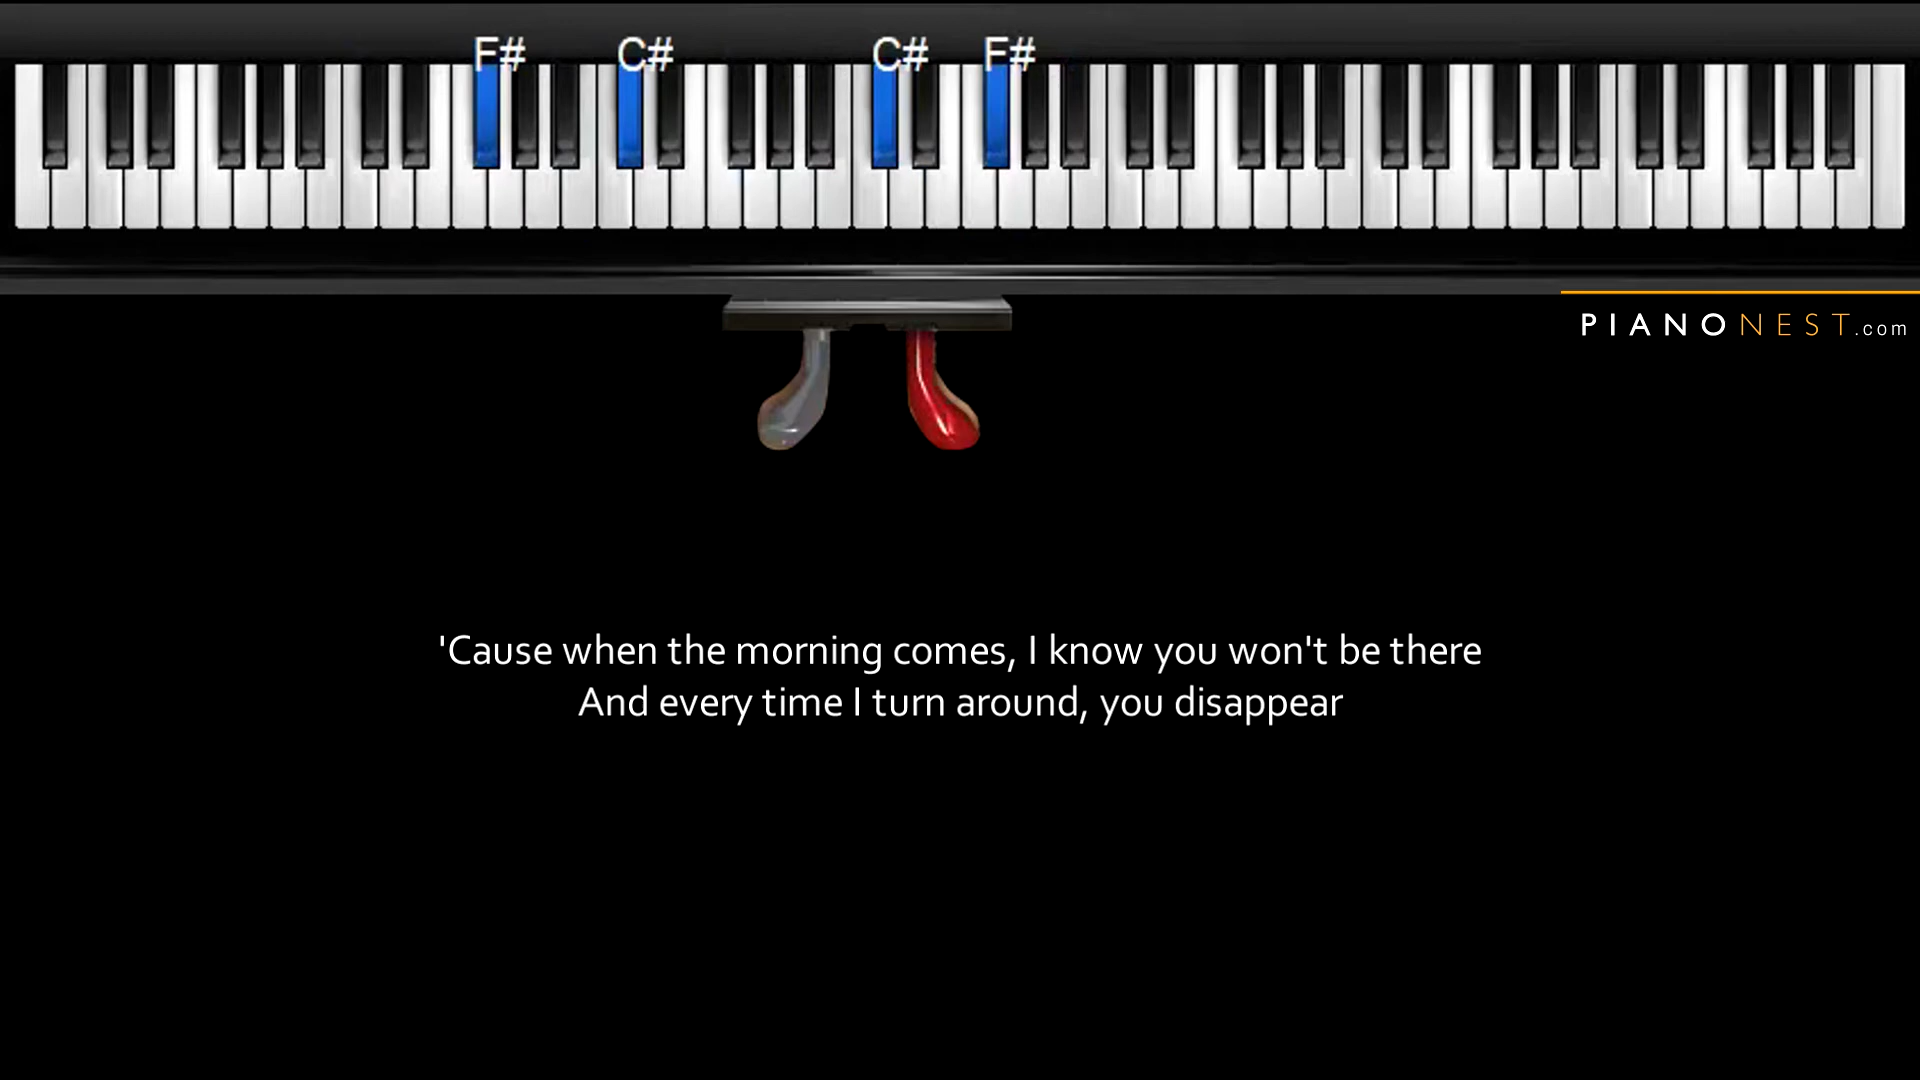 F# C# C# F#
PIANONEST.com
'Cause when the morning comes, I know you won't be there
And every time I turn around, you disappear